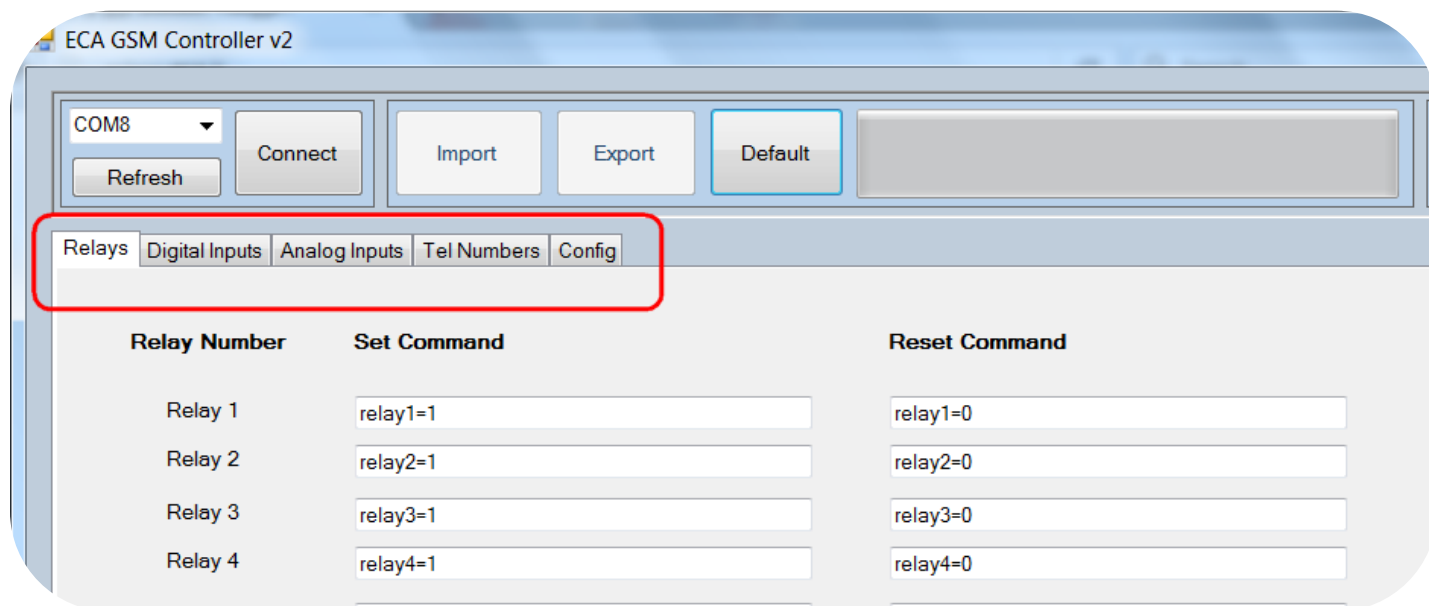 ECA GSM Controller v2
COM8
Connect
Import
Export
Default
Refresh
Relays Digital Inputs Analog Inputs Tel Numbers Config
Relay Number Set Command Reset Command
Relay 1 relay1=1 relay1=0
Relay 2 relay2=1 relay2=0
Relay 3 relay3=1 relay3=0
Relay 4 relay4=1 relay4=0